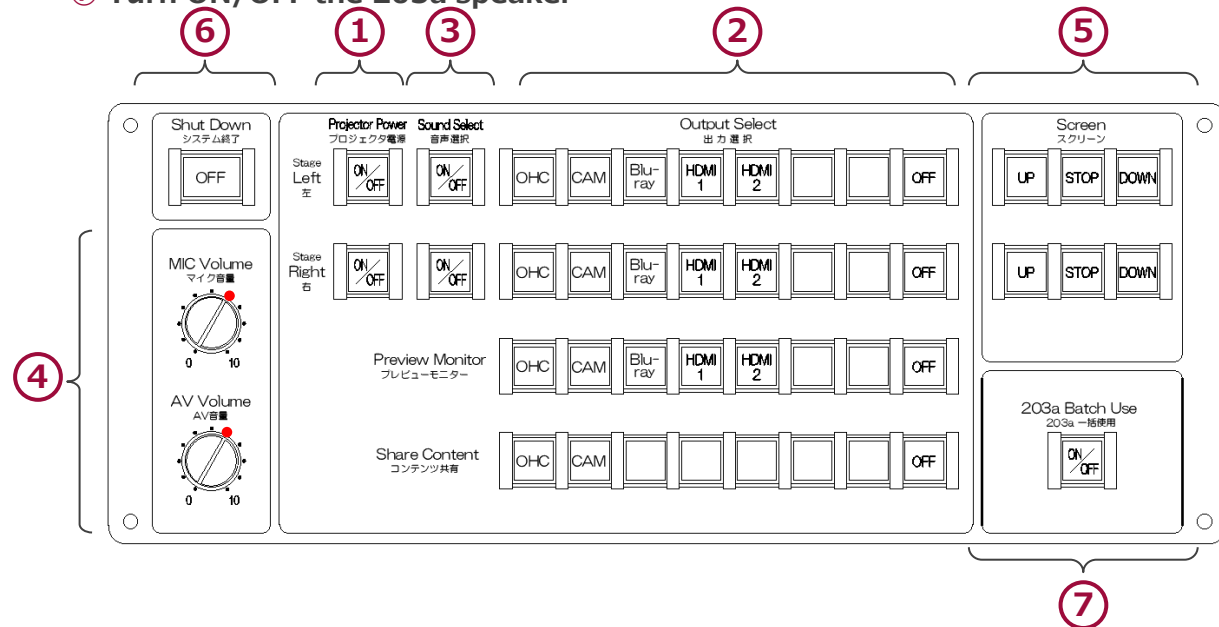 Turn ON/OFF the 203a speaker
⑥ ① ③ ② ⑤
Shut Down
システム終了
OFF
Projector Power
プロジェクタ電源
Sound Select
音声選択
Output Select
出力選択
Screen
スクリーン
Stage
Left
左
ON/OFF ON/OFF OHC CAM Blu-ray HDMI 1 HDMI 2 OFF
UP STOP DOWN
Stage
Right
右
ON/OFF ON/OFF OHC CAM Blu-ray HDMI 1 HDMI 2 OFF
UP STOP DOWN
④
MIC Volume
マイク音量
0 10
AV Volume
AV音量
0 10
Preview Monitor
プレビューモニター
OHC CAM Blu-ray HDMI 1 HDMI 2 OFF
Share Content
コンテンツ共有
OHC CAM OFF
203a Batch Use
203a 一括使用
ON/OFF
⑦